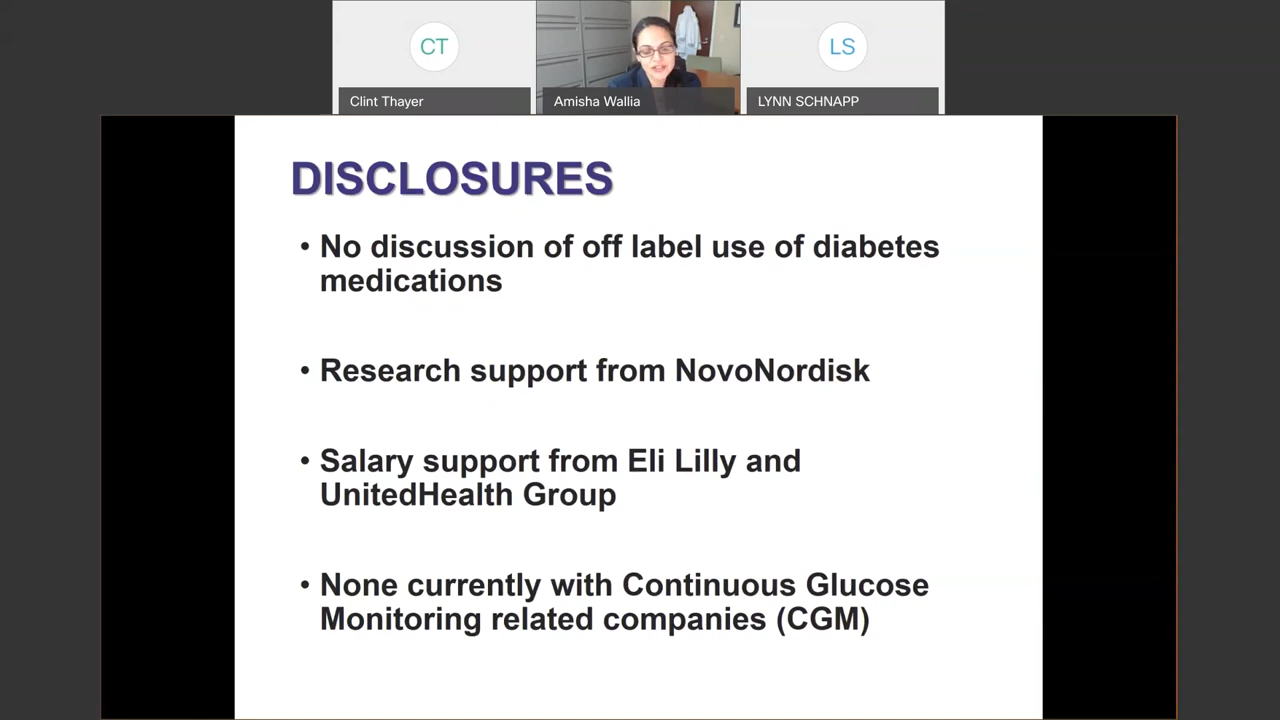 CT
LS
Clint Thayer
Amisha Wallia
LYNN SCHNAPP
DISCLOSURES
• No discussion of off label use of diabetes
medications
• Research support from NovoNordisk
• Salary support from Eli Lilly and
UnitedHealth Group
• None currently with Continuous Glucose
Monitoring related companies (CGM)